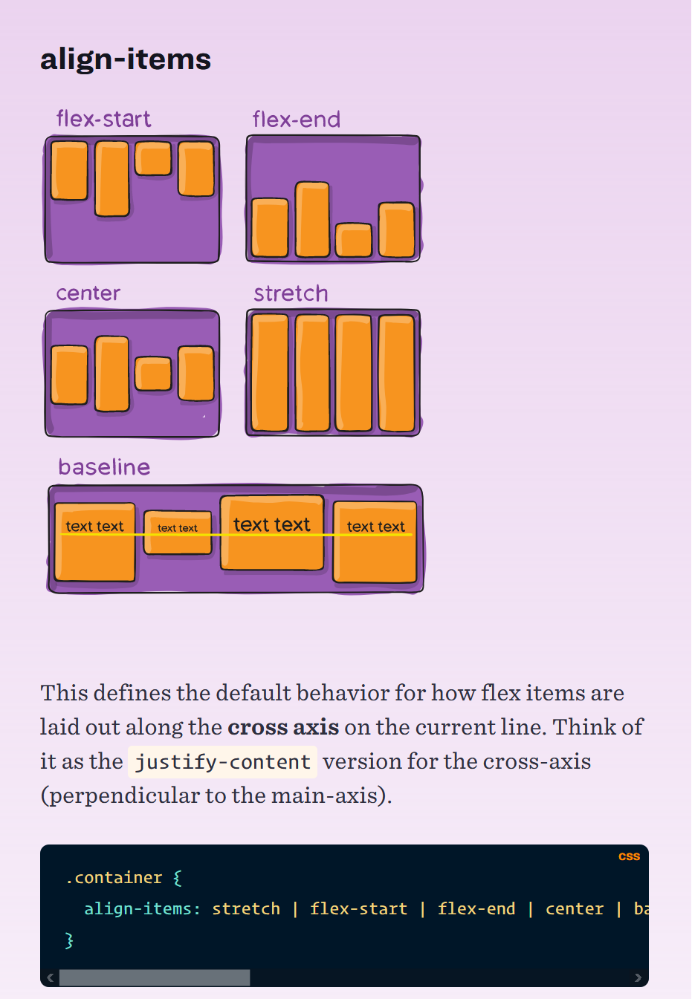 align-items
flex-start flex-end
center stretch
baseline
text text text text text text text text
This defines the default behavior for how flex items are
laid out along the cross axis on the current line. Think of
it as the justify-content version for the cross-axis
(perpendicular to the main-axis).
css
.container {
align-items: stretch | flex-start | flex-end | center | ba
}